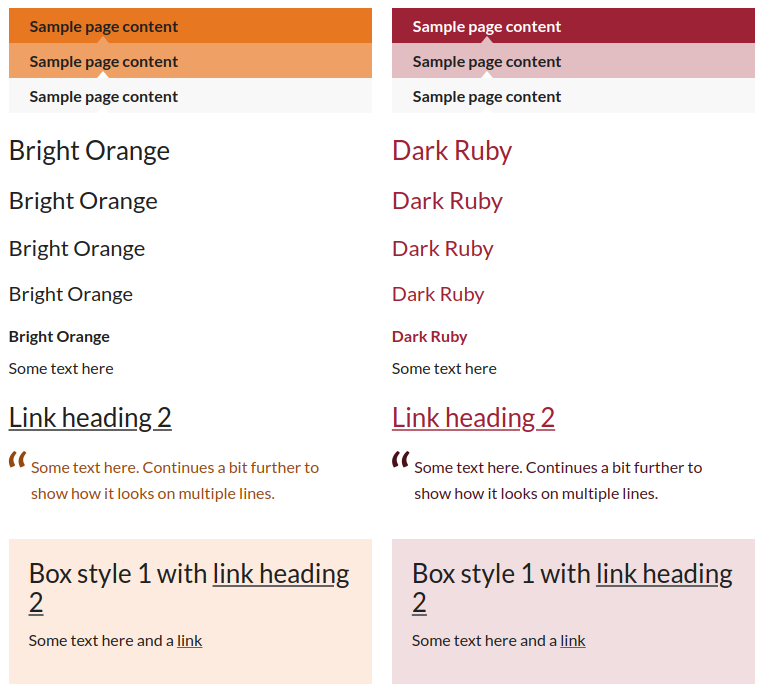 Sample page content
Sample page content
Sample page content
Bright Orange
Bright Orange
Bright Orange
Bright Orange
Bright Orange
Some text here
Link heading 2
“ Some text here. Continues a bit further to
show how it looks on multiple lines.
Box style 1 with link heading
2
Some text here and a link
Sample page content
Sample page content
Sample page content
Dark Ruby
Dark Ruby
Dark Ruby
Dark Ruby
Dark Ruby
Some text here
Link heading 2
“ Some text here. Continues a bit further to
show how it looks on multiple lines.
Box style 1 with link heading
2
Some text here and a link